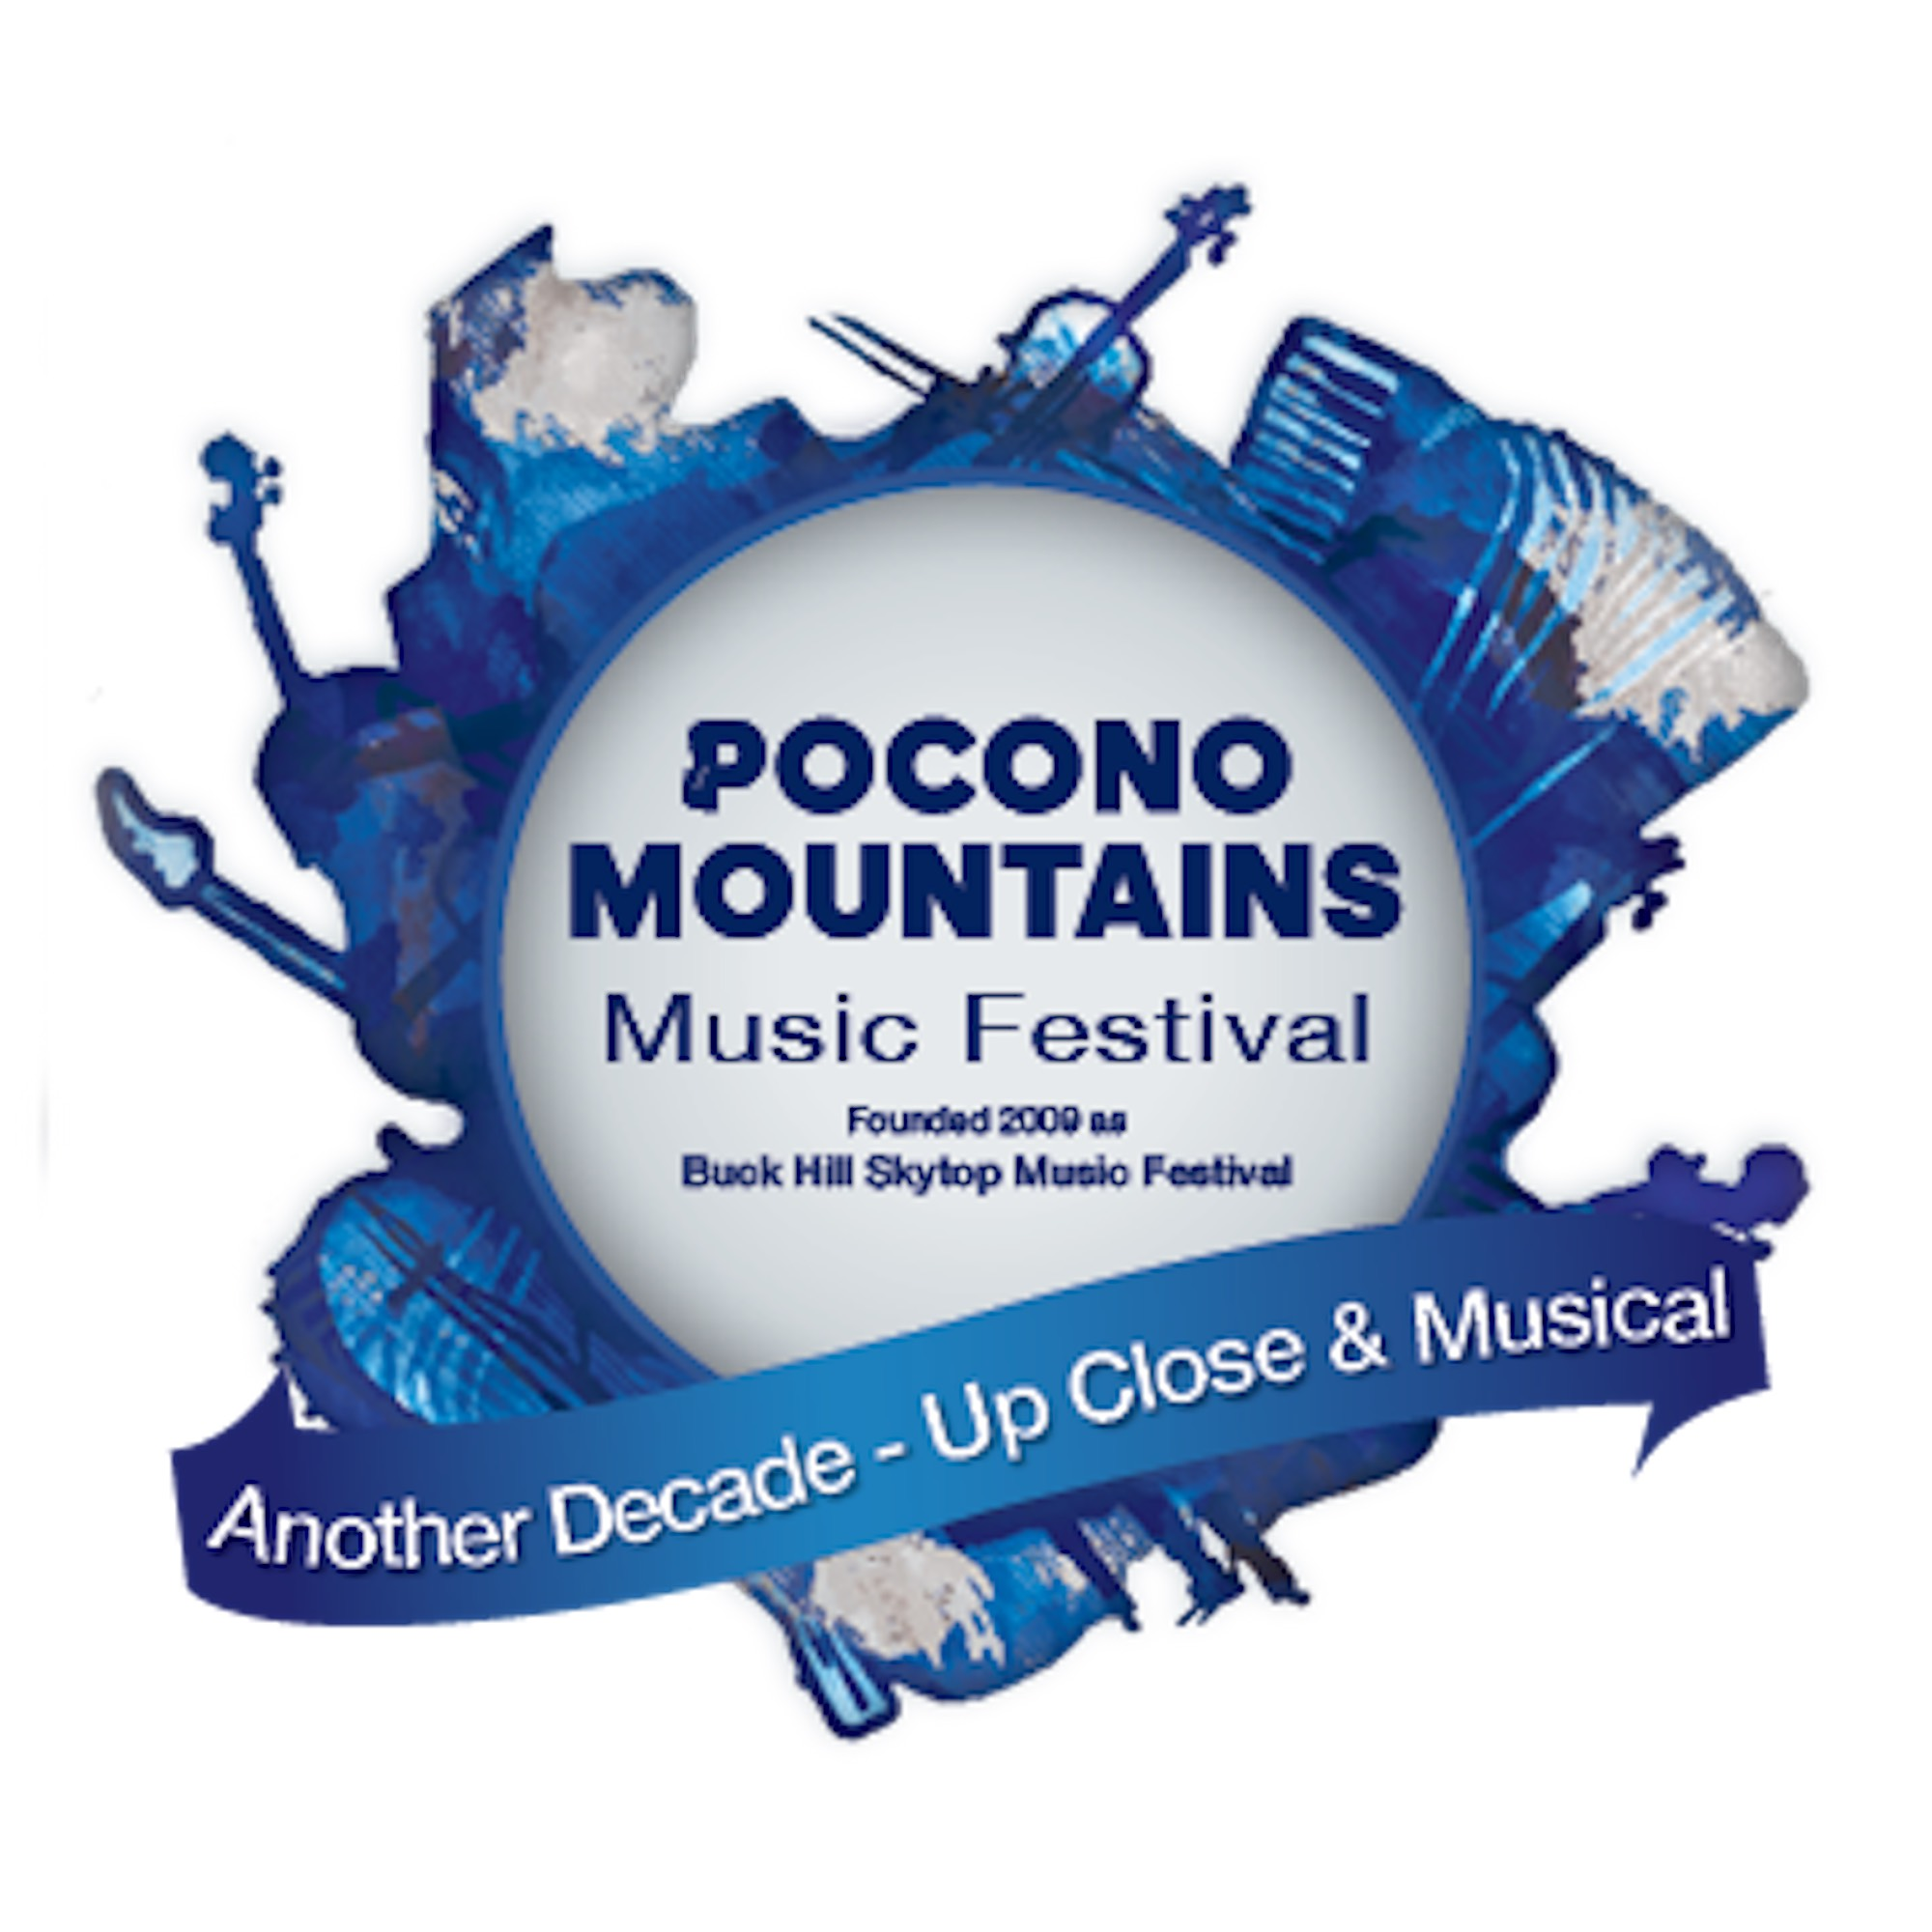 POCONO
MOUNTAINS
Music Festival
Founded 2009 as
Buck Hill Skytop Music Festival
Another Decade - Up Close & Musical